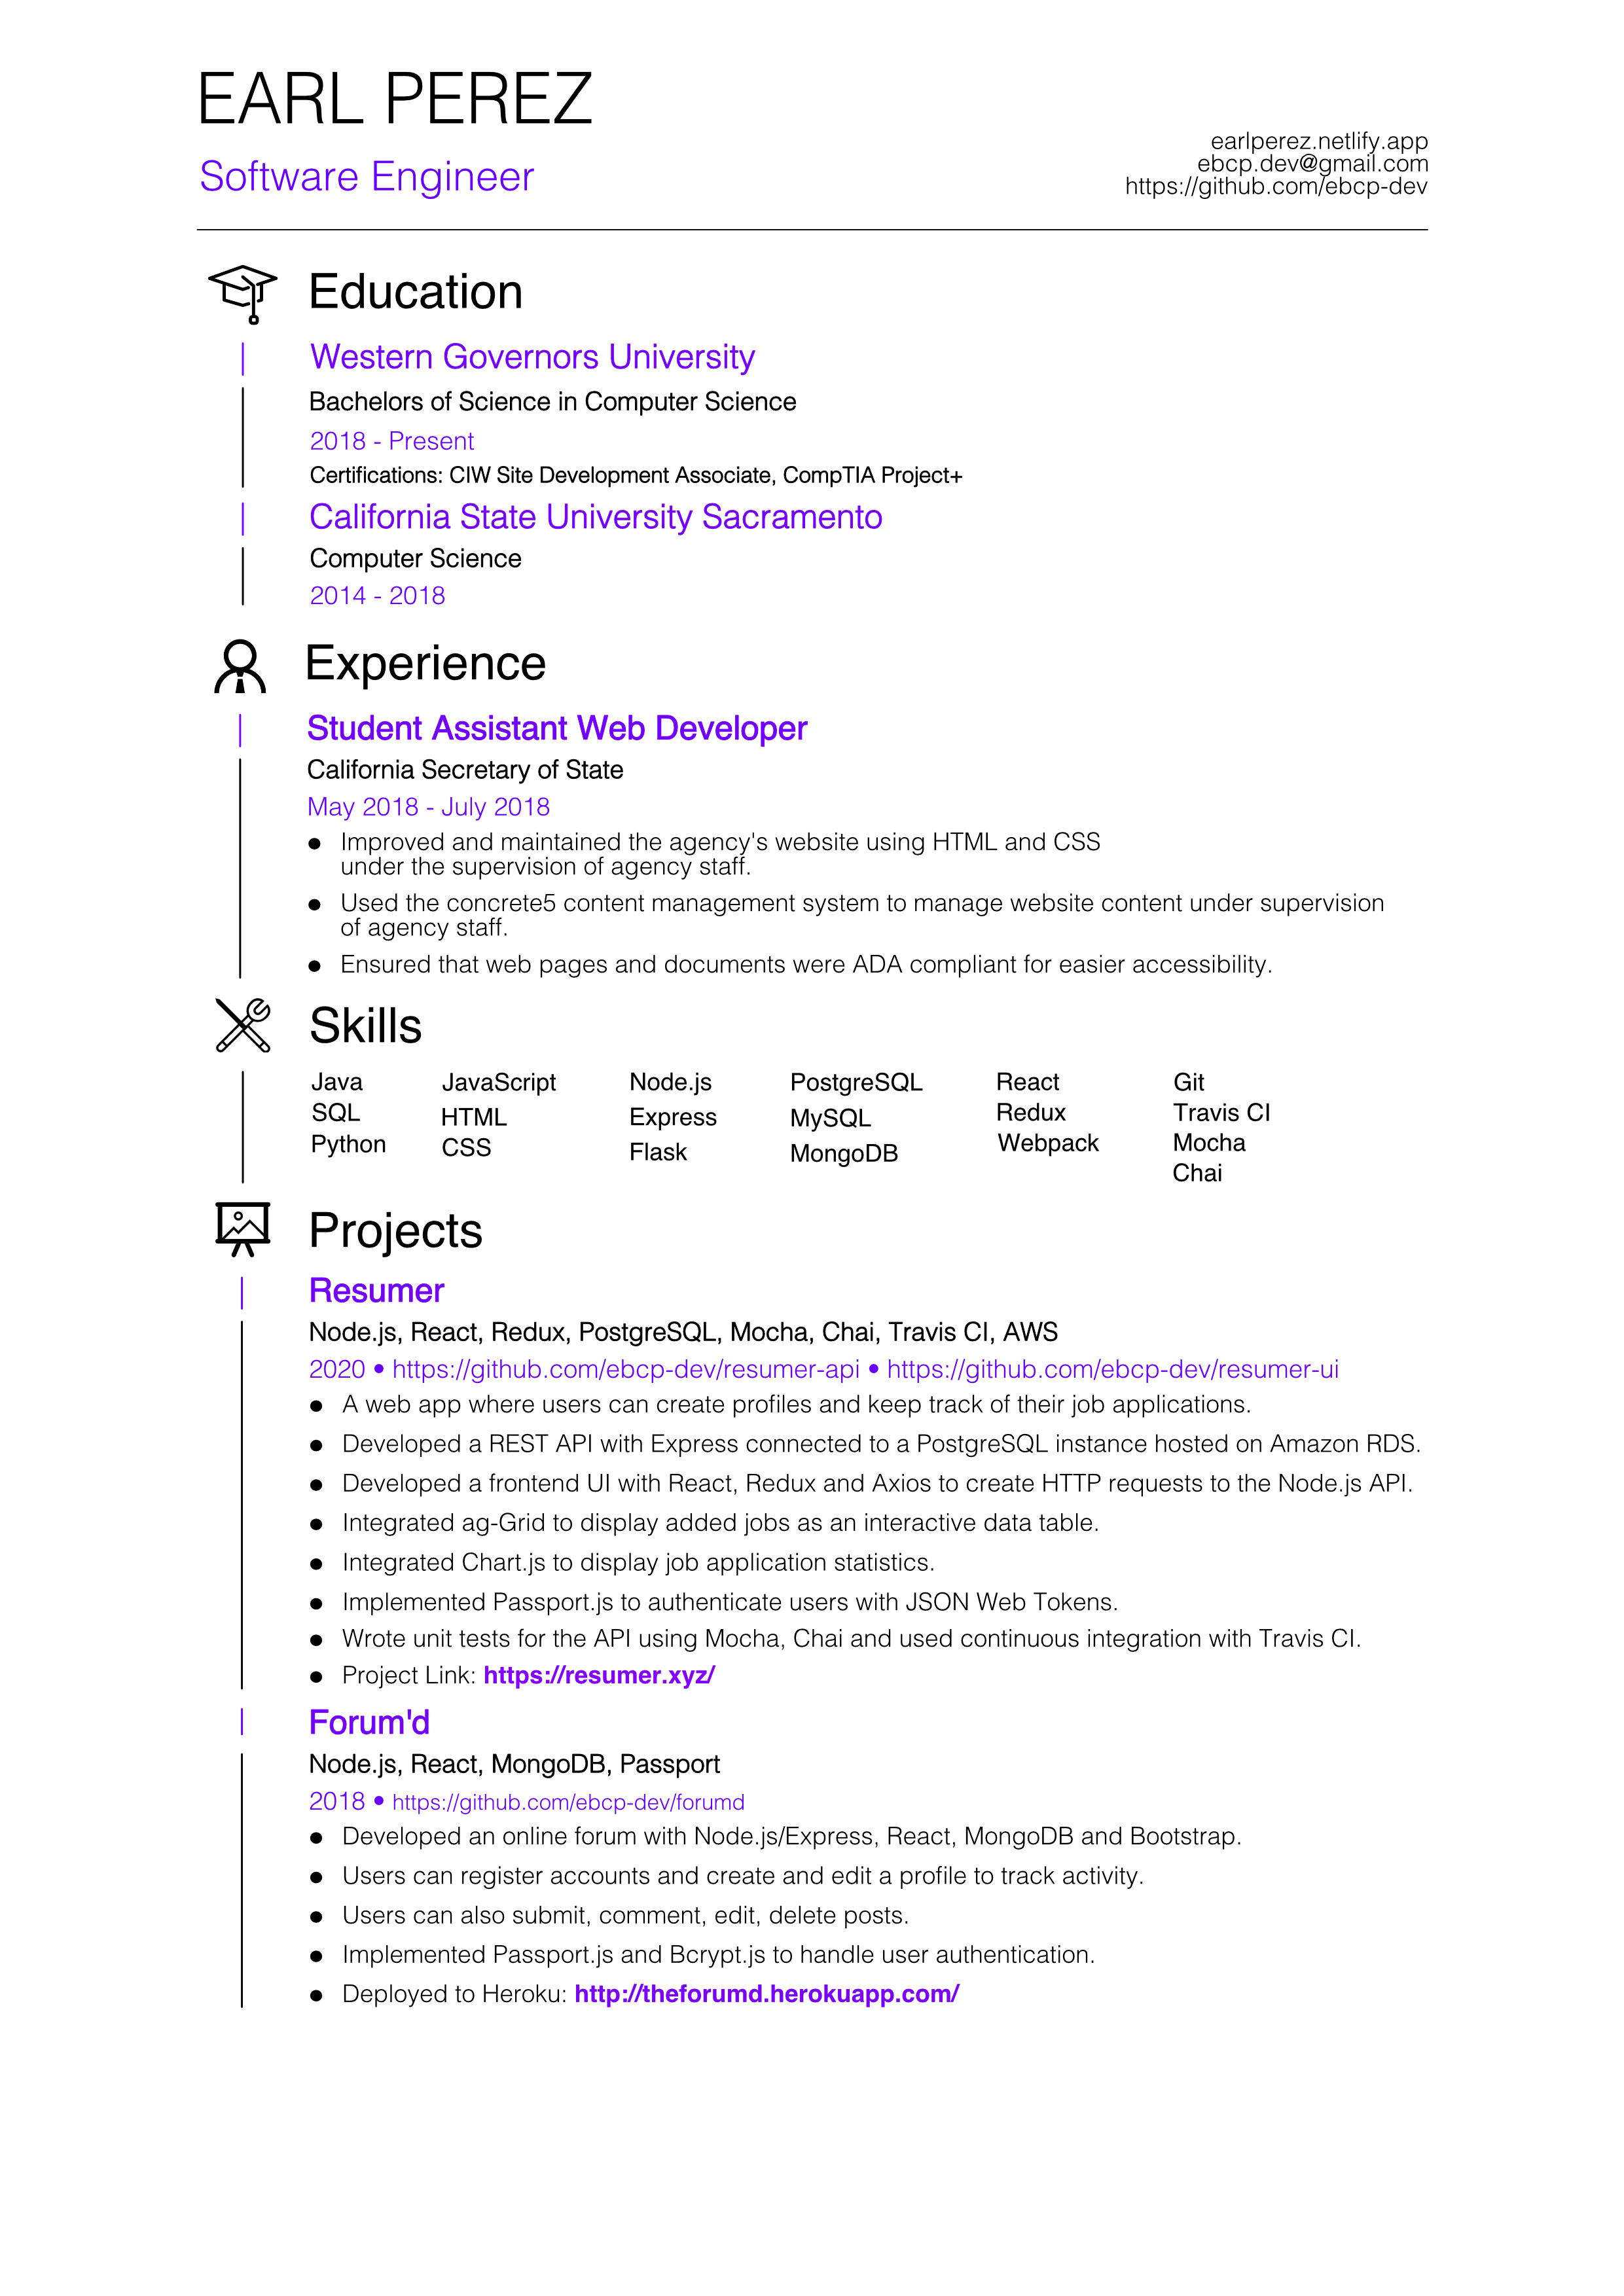 EARL PEREZ
Software Engineer
earlperez.netlify.app
ebcp.dev@gmail.com
https://github.com/ebcp-dev
Education
Western Governors University
Bachelors of Science in Computer Science
2018 - Present
Certifications: CIW Site Development Associate, CompTIA Project+
California State University Sacramento
Computer Science
2014 - 2018
Experience
Student Assistant Web Developer
California Secretary of State
May 2018 - July 2018
● Improved and maintained the agency's website using HTML and CSS
under the supervision of agency staff.
● Used the concrete5 content management system to manage website content under supervision
of agency staff.
● Ensured that web pages and documents were ADA compliant for easier accessibility.
Skills
Java JavaScript Node.js PostgreSQL React Git
SQL HTML Express MySQL Redux Travis CI
Python CSS Flask MongoDB Webpack Mocha
Chai
Projects
Resumer
Node.js, React, Redux, PostgreSQL, Mocha, Chai, Travis CI, AWS
2020 • https://github.com/ebcp-dev/resumer-api • https://github.com/ebcp-dev/resumer-ui
● A web app where users can create profiles and keep track of their job applications.
● Developed a REST API with Express connected to a PostgreSQL instance hosted on Amazon RDS.
● Developed a frontend UI with React, Redux and Axios to create HTTP requests to the Node.js API.
● Integrated ag-Grid to display added jobs as an interactive data table.
● Integrated Chart.js to display job application statistics.
● Implemented Passport.js to authenticate users with JSON Web Tokens.
● Wrote unit tests for the API using Mocha, Chai and used continuous integration with Travis CI.
● Project Link: https://resumer.xyz/
Forum'd
Node.js, React, MongoDB, Passport
2018 • https://github.com/ebcp-dev/forumd
● Developed an online forum with Node.js/Express, React, MongoDB and Bootstrap.
● Users can register accounts and create and edit a profile to track activity.
● Users can also submit, comment, edit, delete posts.
● Implemented Passport.js and Bcrypt.js to handle user authentication.
● Deployed to Heroku: http://theforumd.herokuapp.com/